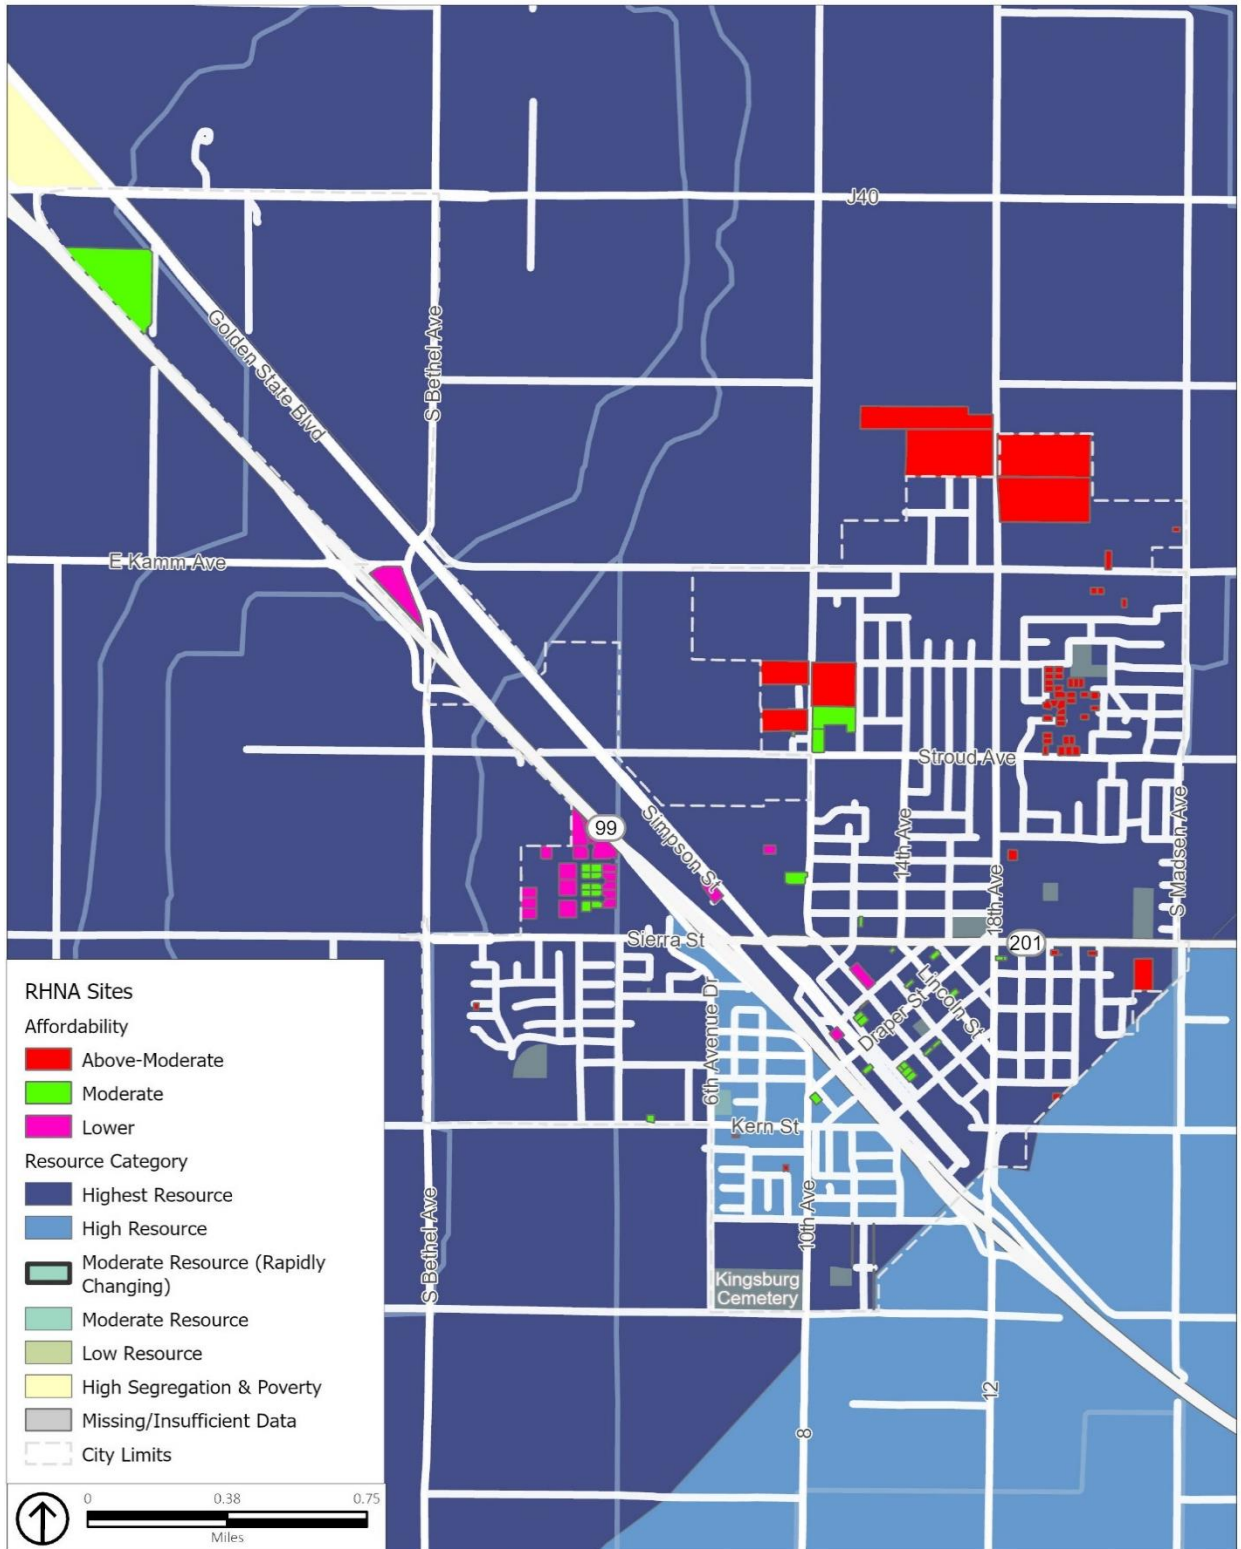 J40
Golden State Blvd
S Bethel Ave
E Kamm Ave
Stroud Ave
99
Simpson St
14th Ave
18th Ave
S Madsen Ave
Sierra St
201
Lincoln St
Draper St
6th Avenue Dr
Kern St
S Bethel Ave
10th Ave
Kingsburg
Cemetery
12
8
RHNA Sites
Affordability
Above-Moderate
Moderate
Lower
Resource Category
Highest Resource
High Resource
Moderate Resource (Rapidly
Changing)
Moderate Resource
Low Resource
High Segregation & Poverty
Missing/Insufficient Data
City Limits
0 0.38 0.75
Miles